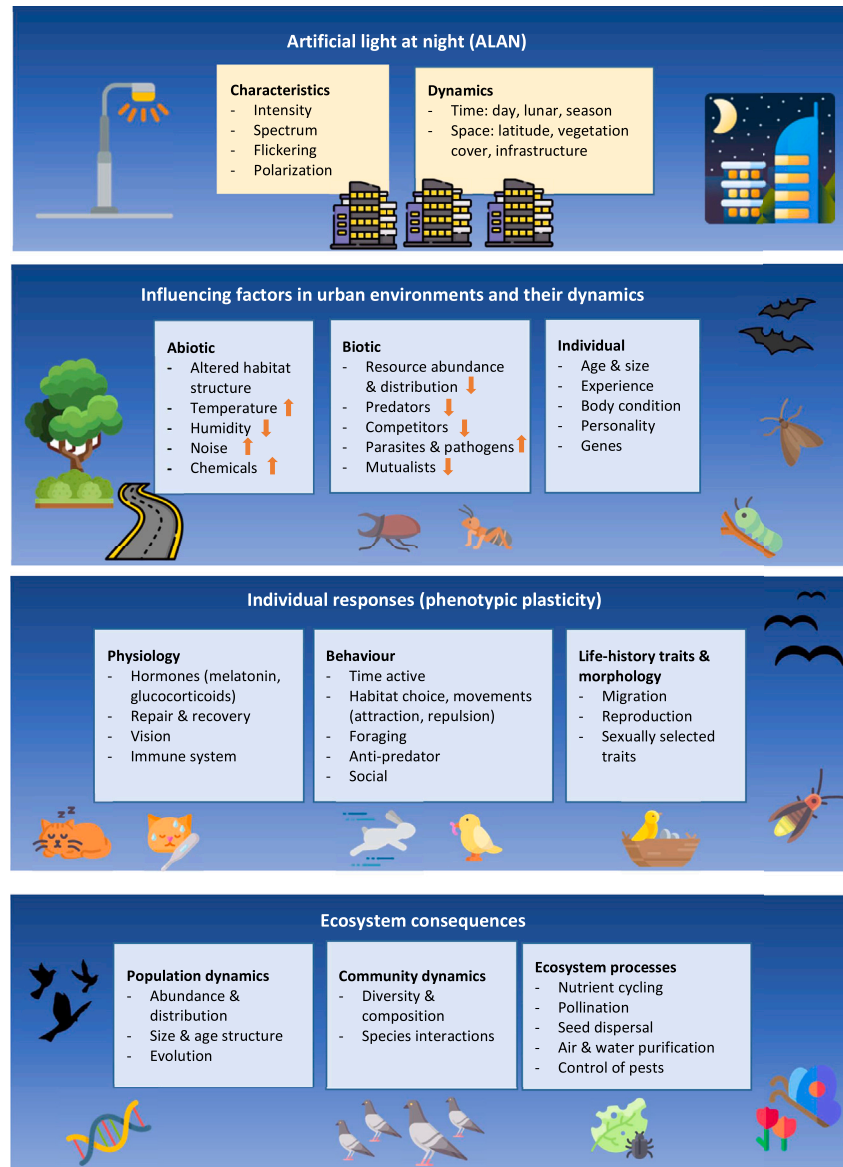 Artificial light at night (ALAN)
Characteristics
- Intensity
- Spectrum
- Flickering
- Polarization
Dynamics
- Time: day, lunar, season
- Space: latitude, vegetation
cover, infrastructure
Influencing factors in urban environments and their dynamics
Abiotic
- Altered habitat
structure
- Temperature ↑
- Humidity ↓
- Noise ↑
- Chemicals ↑
Biotic
- Resource abundance
& distribution ↓
- Predators ↓
- Competitors ↓
- Parasites & pathogens ↑
- Mutualists ↓
Individual
- Age & size
- Experience
- Body condition
- Personality
- Genes
Individual responses (phenotypic plasticity)
Physiology
- Hormones (melatonin,
glucocorticoids)
- Repair & recovery
- Vision
- Immune system
Behaviour
- Time active
- Habitat choice, movements
(attraction, repulsion)
- Foraging
- Anti-predator
- Social
Life-history traits &
morphology
- Migration
- Reproduction
- Sexually selected
traits
z z z
Ecosystem consequences
Population dynamics
- Abundance &
distribution
- Size & age structure
- Evolution
Community dynamics
- Diversity &
composition
- Species interactions
Ecosystem processes
- Nutrient cycling
- Pollination
- Seed dispersal
- Air & water purification
- Control of pests